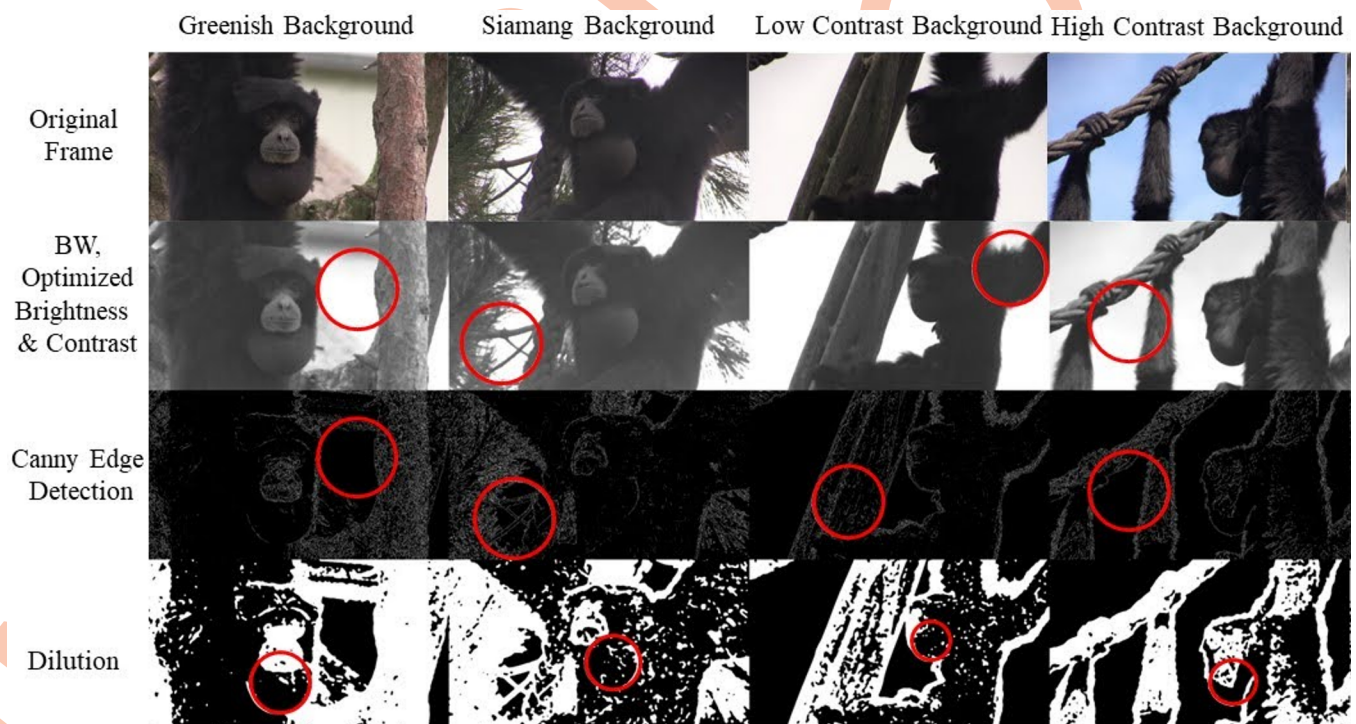 Greenish Background
Siamang Background
Low Contrast Background
High Contrast Background
Original
Frame
BW,
Optimized
Brightness
& Contrast
Canny Edge
Detection
Dilution